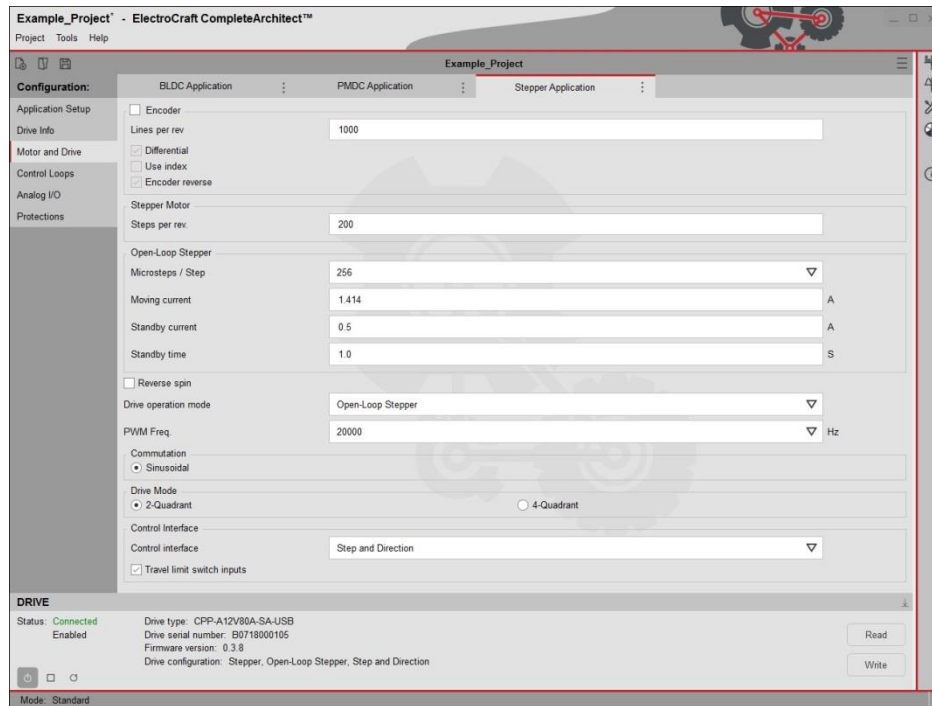 Example_Project* - ElectroCraft CompleteArchitect™
Project Tools Help
Example_Project
Configuration:
BLDC Application
PMDC Application
Stepper Application
Application Setup
Drive Info
Motor and Drive
Control Loops
Analog I/O
Protections
Encoder
Lines per rev 1000
Differential
Use index
Encoder reverse
Stepper Motor
Steps per rev. 200
Open-Loop Stepper
Microsteps / Step 256
Moving current 1.414 A
Standby current 0.5 A
Standby time 1.0 S
Reverse spin
Drive operation mode Open-Loop Stepper
PWM Freq. 20000 Hz
Commutation
Sinusoidal
Drive Mode
2-Quadrant 4-Quadrant
Control Interface
Control interface Step and Direction
Travel limit switch inputs
DRIVE
Status: Connected
Enabled
Drive type: CPP-A12V80A-SA-USB
Drive serial number: B0718000105
Firmware version: 0.3.8
Drive configuration: Stepper, Open-Loop Stepper, Step and Direction
Read
Write
Mode: Standard